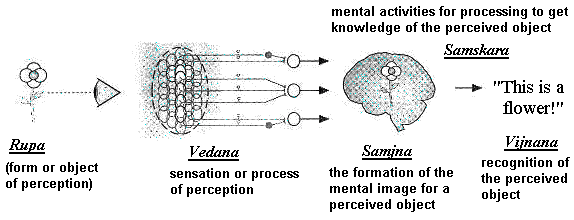 mental activities for processing to get
knowledge of the perceived object
Samskara
"This is a
flower!"
Rupa
(form or object
of perception)
Vedana
sensation or process
of perception
Samjna
the formation of the
mental image for a
perceived object
Vijnana
recognition of
the perceived
object